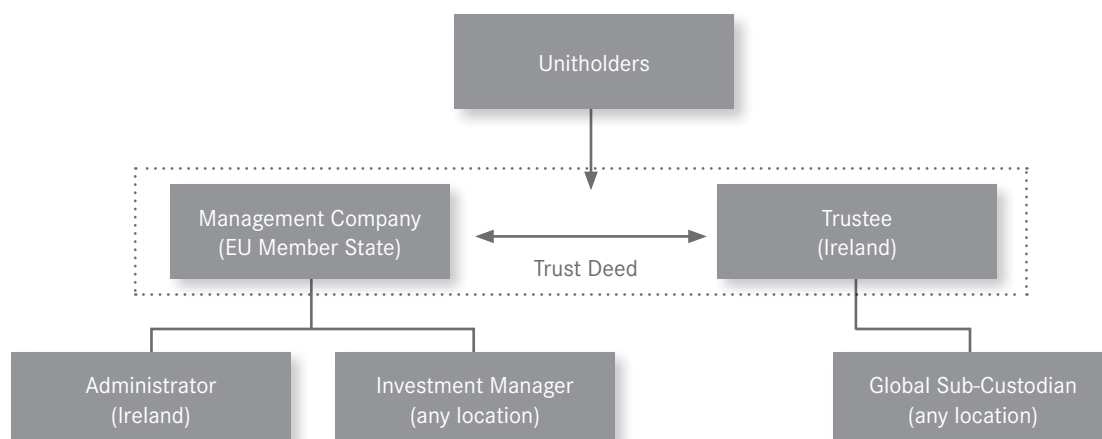 Unitholders
Management Company
(EU Member State)
Trust Deed
Trustee
(Ireland)
Administrator
(Ireland)
Investment Manager
(any location)
Global Sub-Custodian
(any location)